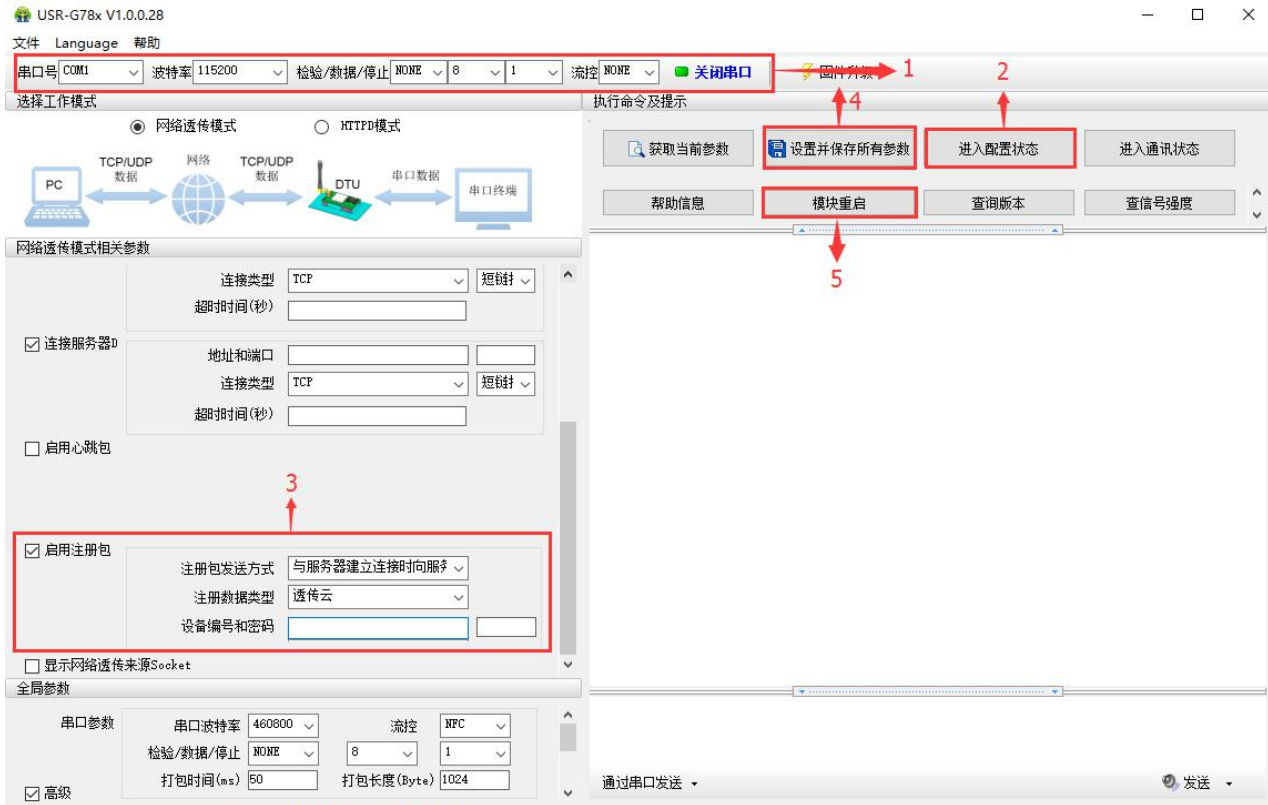 USR-G78x V1.0.0.28
文件 Language 帮助
串口号 COM1 波特率 115200 检验/数据/停止 NONE 8 1 流控 NONE 关闭串口 固件升级 1 2
选择工作模式 执行命令及提示 4
网络透传模式 HTTPD模式
获取当前参数 设置并保存所有参数 进入配置状态 进入通讯状态
PC TCP/UDP 数据 网络 TCP/UDP 数据 DTU 串口数据 串口终端
帮助信息 模块重启 查询版本 查信号强度
网络透传模式相关参数
5
连接类型 TCP 短链接
超时时间(秒)
连接服务器D
地址和端口
连接类型 TCP 短链接
超时时间(秒)
启用心跳包
3
启用注册包
注册包发送方式 与服务器建立连接时向服务
注册数据类型 透传云
设备编号和密码
显示网络透传来源Socket
全局参数
串口参数 串口波特率 460800 流控 NFC
检验/数据/停止 NONE 8 1
打包时间(ms) 50 打包长度(Byte) 1024
高级
通过串口发送 发送